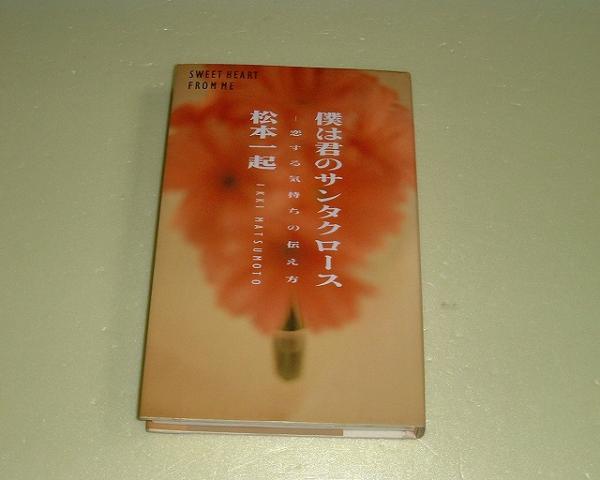 SWEET HEART
FROM ME
僕は君のサンタクロース
－恋する気持ちの伝え方
松本一起
IKKI MATSUMOTO